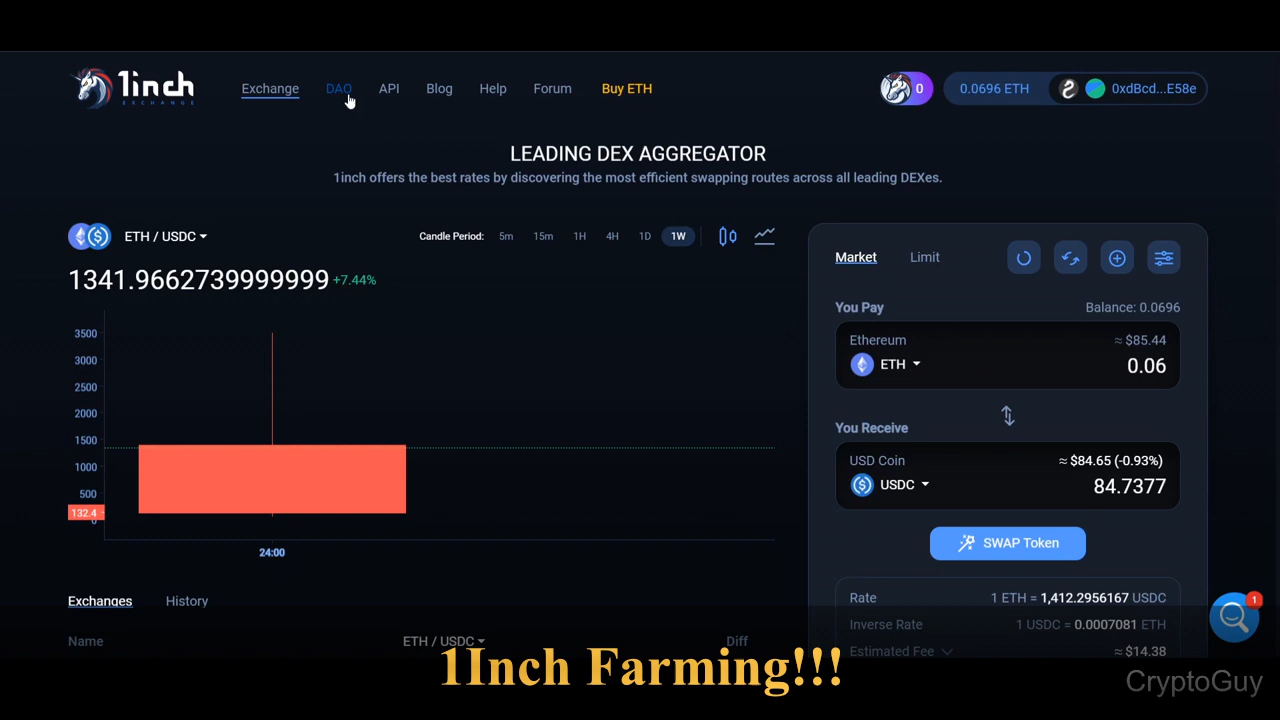 1inch
EXCHANGE
Exchange DAO API Blog Help Forum Buy ETH
0
0.0696 ETH
0xdBcd...E58e
LEADING DEX AGGREGATOR
1inch offers the best rates by discovering the most efficient swapping routes across all leading DEXes.
ETH / USDC
Candle Period: 5m 15m 1H 4H 1D 1W
1341.9662739999999 +7.44%
3500
3000
2500
2000
1500
1000
500
132.4
0
24:00
Exchanges History
Name ETH / USDC Diff
Market Limit
You Pay Balance: 0.0696
Ethereum ≈ $85.44
ETH 0.06
You Receive
USD Coin ≈ $84.65 (-0.93%)
USDC 84.7377
SWAP Token
Rate 1 ETH = 1,412.2956167 USDC
Inverse Rate 1 USDC = 0.0007081 ETH
Estimated Fee ≈ $14.38
1
1Inch Farming!!!
CryptoGuy